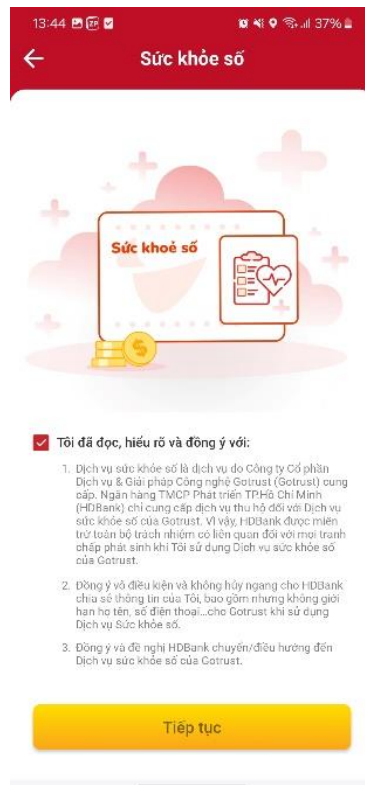 13:44 37%
Sức khỏe số
Sức khoẻ số
Tôi đã đọc, hiểu rõ và đồng ý với:
1. Dịch vụ sức khỏe số là dịch vụ do Công ty Cổ phần
Dịch vụ & Giải pháp Công nghệ Gotrust (Gotrust) cung
cấp. Ngân hàng TMCP Phát triển TP.Hồ Chí Minh
(HDBank) chỉ cung cấp dịch vụ thu hộ đối với Dịch vụ
sức khỏe số của Gotrust. Vì vậy, HDBank được miễn
trừ toàn bộ trách nhiệm có liên quan đối với mọi tranh
chấp phát sinh khi Tôi sử dụng Dịch vụ sức khỏe số
của Gotrust.
2. Đồng ý vô điều kiện và không hủy ngang cho HDBank
chia sẻ thông tin của Tôi, bao gồm nhưng không giới
hạn họ tên, số điện thoại...cho Gotrust khi sử dụng
Dịch vụ Sức khỏe số.
3. Đồng ý và đề nghị HDBank chuyển/điều hướng đến
Dịch vụ sức khỏe số của Gotrust.
Tiếp tục